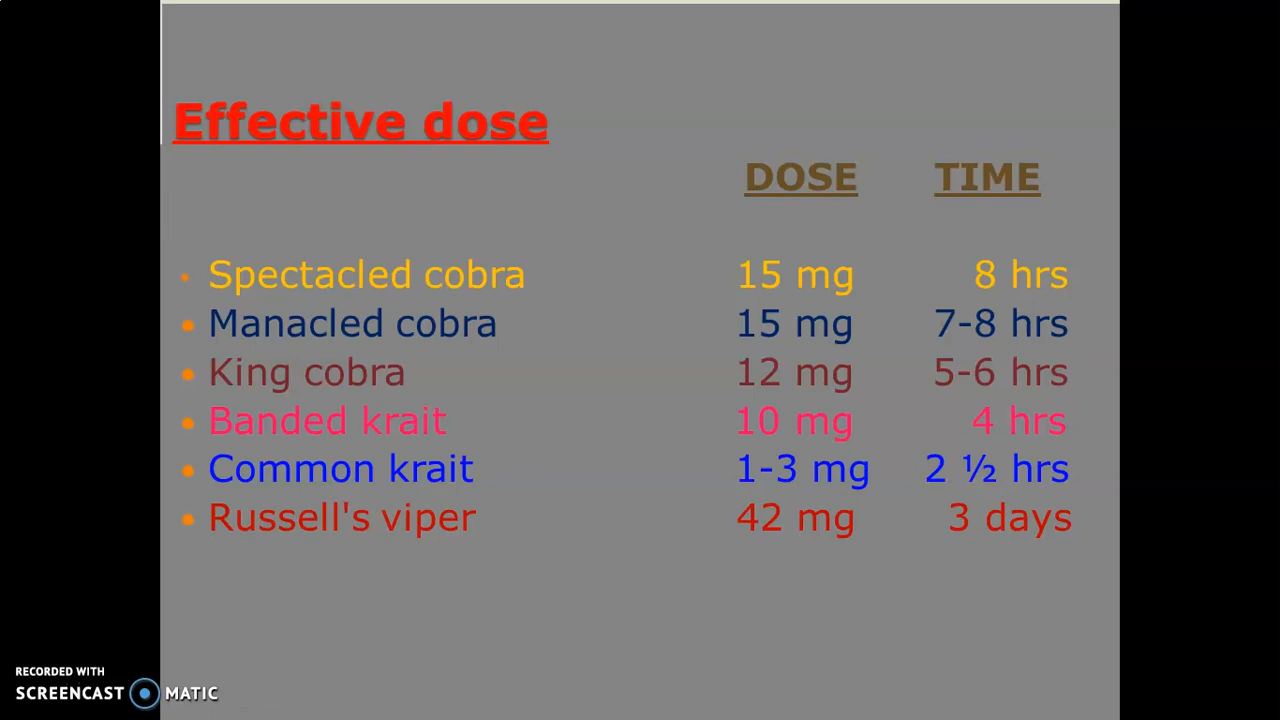 Effective dose
DOSE TIME
• Spectacled cobra 15 mg 8 hrs
• Manacled cobra 15 mg 7-8 hrs
• King cobra 12 mg 5-6 hrs
• Banded krait 10 mg 4 hrs
• Common krait 1-3 mg 2 ½ hrs
• Russell's viper 42 mg 3 days
RECORDED WITH
SCREENCAST MATIC